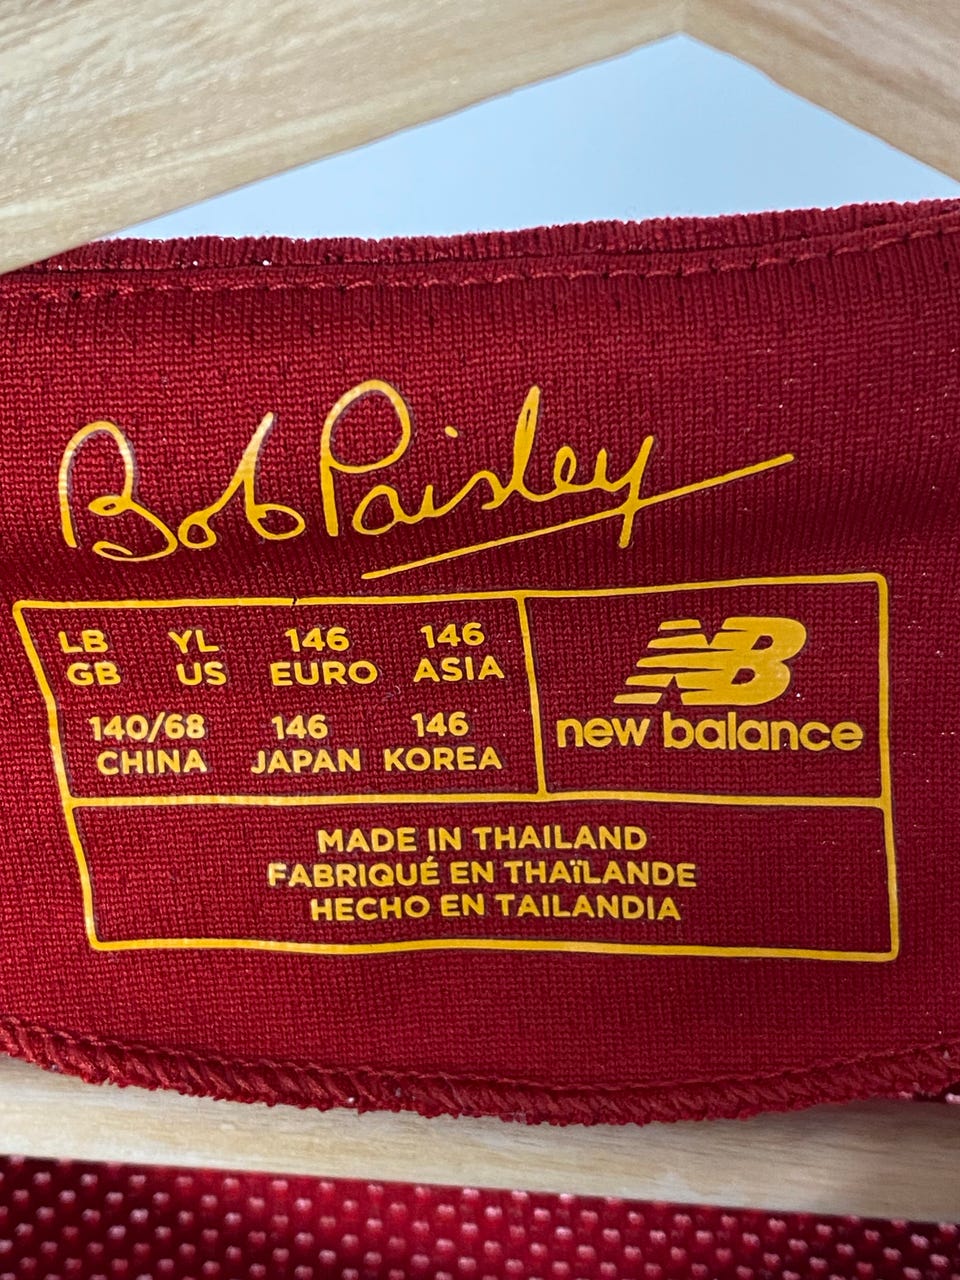 Bob Paisley
LB YL 146 146
GB US EURO ASIA
140/68 146 146
CHINA JAPAN KOREA
NB
new balance
MADE IN THAILAND
FABRIQUÉ EN THAïLANDE
HECHO EN TAILANDIA